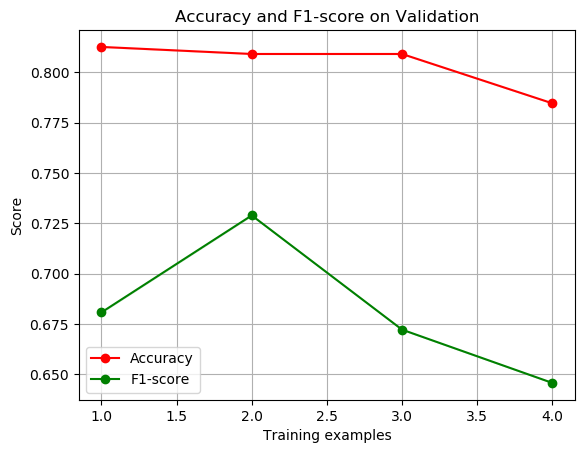 Accuracy and F1-score on Validation
0.800
0.775
0.750
0.725
0.700
0.675
0.650
Score
Accuracy
F1-score
1.0 1.5 2.0 2.5 3.0 3.5 4.0
Training examples